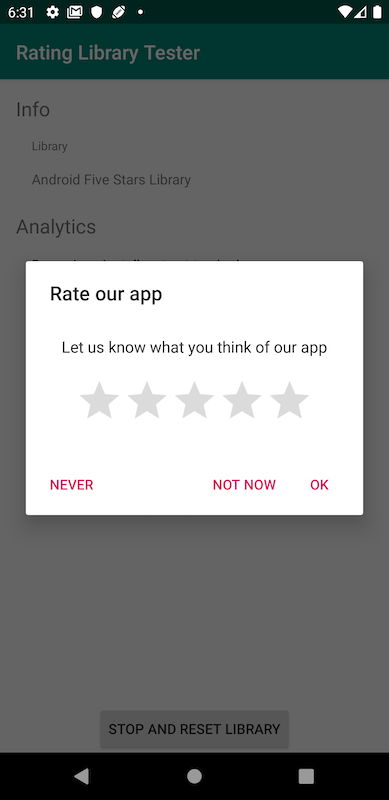 6:31
Rating Library Tester
Info
Library
Android Five Stars Library
Analytics
Rate our app
Let us know what you think of our app
NEVER
NOT NOW
OK
STOP AND RESET LIBRARY